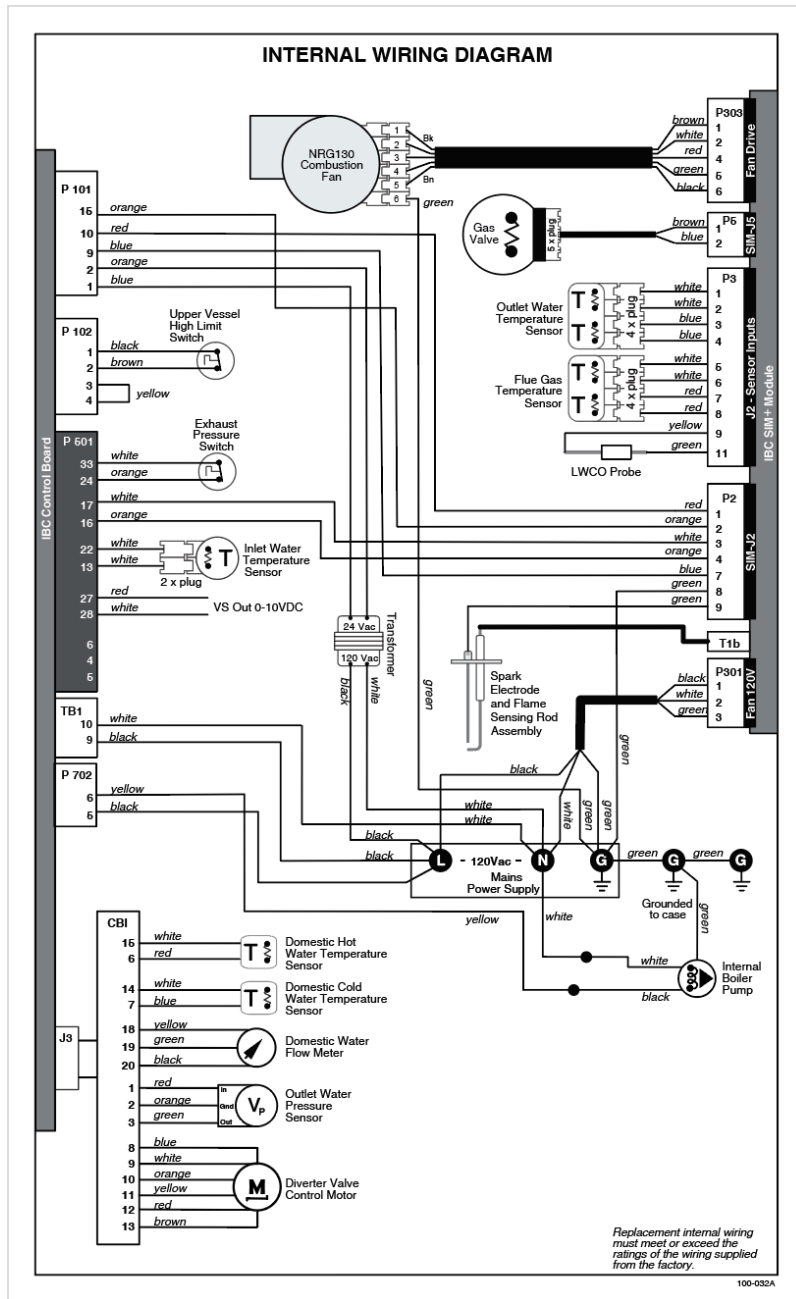 INTERNAL WIRING DIAGRAM
IBC Control Board
P 101
15 orange
10 red
9 blue
2 orange
1 blue
P 102
1 black
2 brown
3
4
yellow
Upper Vessel
High Limit
Switch
P 601
33 white
24 orange
17 white
16 orange
22 white
13 white
27 red
28 white
6
4
5
Exhaust
Pressure
Switch
2 x plug
Inlet Water
Temperature
Sensor
T
VS Out 0-10VDC
TB1
10 white
9 black
P 702
6 yellow
5 black
NRG130
Combustion
Fan
1
2
3
4
5
6
Bk
Bn
green
P303
brown 1
white 2
red 4
green 5
black 6
Fan Drive
Gas
Valve
5 x plug
P5
brown 1
blue 2
SIM-J5
P3
Outlet Water
Temperature
Sensor
T
T
4 x plug
white 1
white 2
blue 3
blue 4
Flue Gas
Temperature
Sensor
T
T
4 x plug
white 5
white 6
red 7
red 8
yellow 9
green 11
LWCO Probe
J2 - Sensor Inputs
IBC SIM+ Module
P2
red 1
orange 2
white 3
orange 4
blue 7
green 8
green 9
SIM-J2
T1b
P301
black 1
white 2
green 3
Fan 120V
24 Vac
120 Vac
Transformer
black
white
green
Spark
Electrode
and Flame
Sensing Rod
Assembly
green
black
white
white
white
green
green
black
black
L
- 120Vac -
N
G
green
G
green
G
Mains
Power Supply
Grounded
to case
green
yellow
white
white
black
Internal
Boiler
Pump
J3
CBI
15 white
6 red
T
Domestic Hot
Water Temperature
Sensor
14 white
7 blue
T
Domestic Cold
Water Temperature
Sensor
18 yellow
19 green
20 black
Domestic Water
Flow Meter
1 red
2 orange
3 green
In
Gnd
Out
VP
Outlet Water
Pressure
Sensor
8 blue
9 white
10 orange
11 yellow
12 red
13 brown
M
Diverter Valve
Control Motor
Replacement internal wiring
must meet or exceed the
ratings of the wiring supplied
from the factory.
100-032A